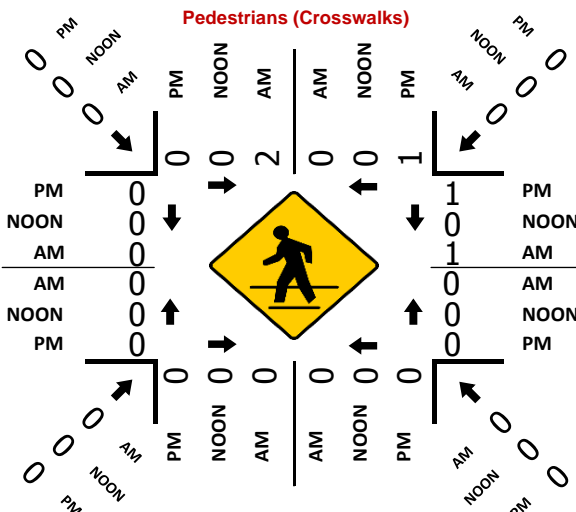 Pedestrians (Crosswalks)
PM NOON AM
0 0 0
PM NOON AM AM NOON PM
0 0 2 0 0 1
PM NOON AM
0 0 0
PM 0 1 PM
NOON 0 0 NOON
AM 0 1 AM
AM 0 0 AM
NOON 0 0 NOON
PM 0 0 PM
0 0 0 0 0 0
PM NOON AM AM NOON PM
0 0 0
AM NOON PM
0 0 0
AM NOON PM